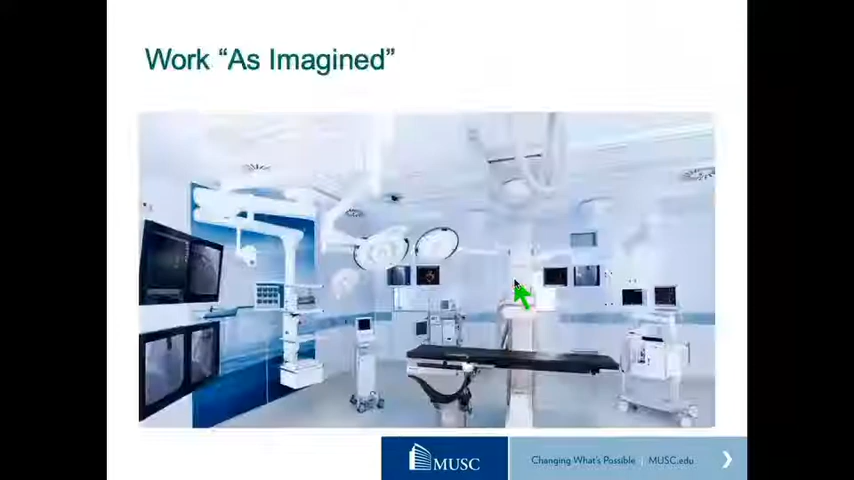 Work “As Imagined”
MUSC
Changing What's Possible | MUSC.edu